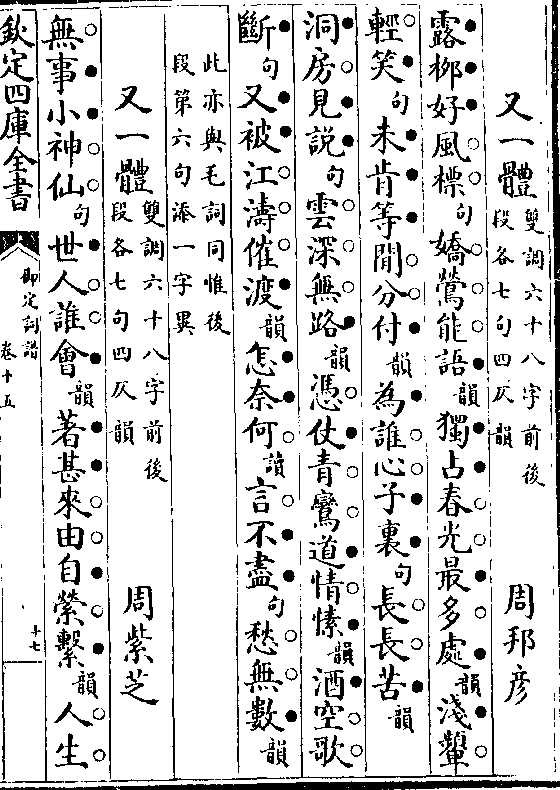 又一體 雙調六十八字前後段各七句四仄韻 周邦彦
露栁好風標句嬌鶯能語韻獨占春光最多處韻淺顰
輕笑句未肯等閒分付韻為誰心子裏句長長苦韻
洞房見説句雲深無路韻憑仗青鸞道情愫韻酒空歌
斷句又被江濤催渡韻怎奈何讀言不盡句愁無數韻
此亦與毛詞同惟後
段第六句添一字異
又一體 雙調六十八字前後段各七句四仄韻 周紫芝
無事小神仙句世人誰會韻著甚來由自縈繫韻人生
欽定四庫全書 御定詞譜 卷十五 十七